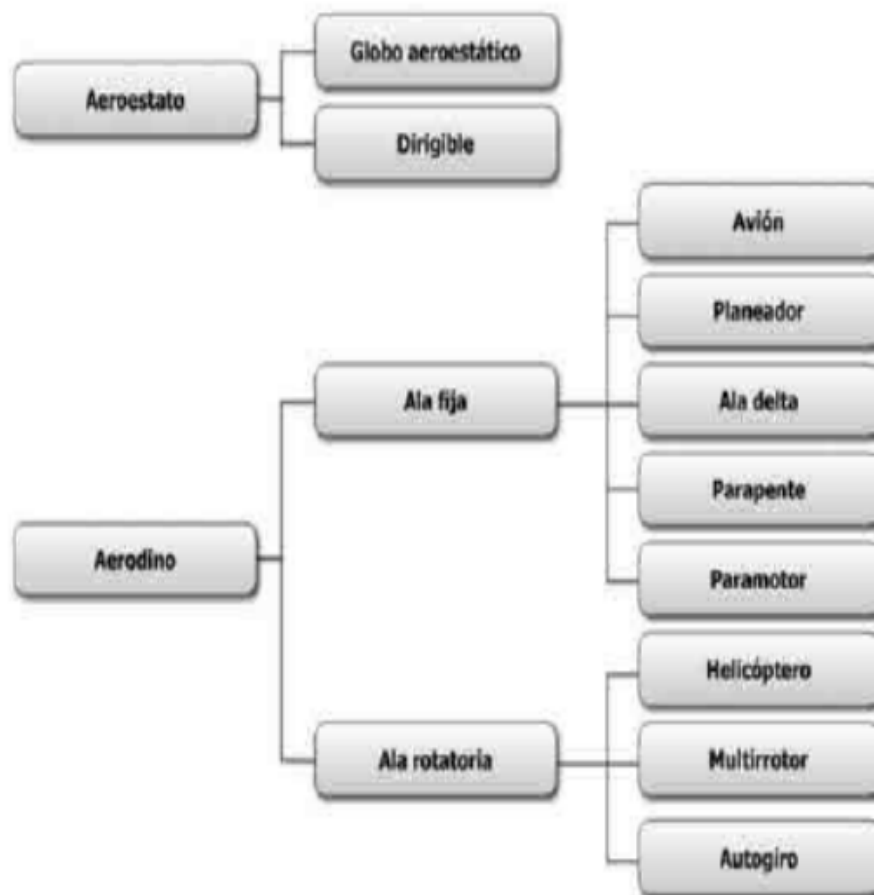 Globo aeroestático
Aeroestato
Dirigible
Avión
Planeador
Ala fija
Ala delta
Parapente
Aerodino
Paramotor
Helicóptero
Ala rotatoria
Multirrotor
Autogiro